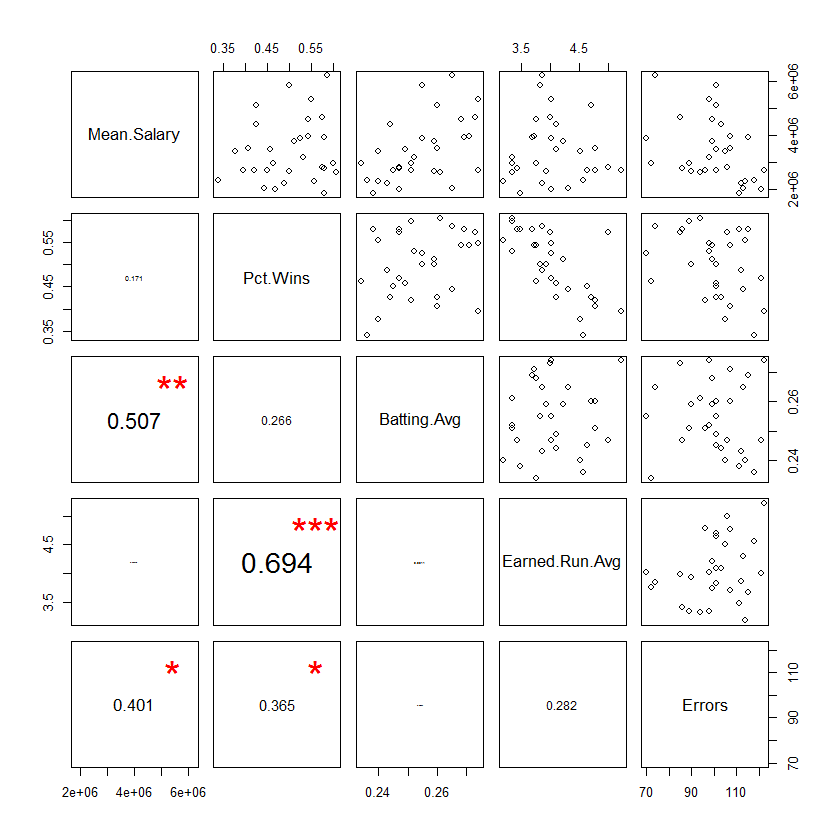 0.35 0.45 0.55 3.5 4.5
Mean.Salary
2e+06 4e+06 6e+06
0.35 0.45 0.55
0.171
Pct.Wins
**
0.507
0.266
Batting.Avg
0.24 0.26
3.5 4.5
***
0.694
Earned.Run.Avg
*
0.401
*
0.365
0.282
Errors
70 90 110
2e+06 4e+06 6e+06 0.24 0.26 70 90 110